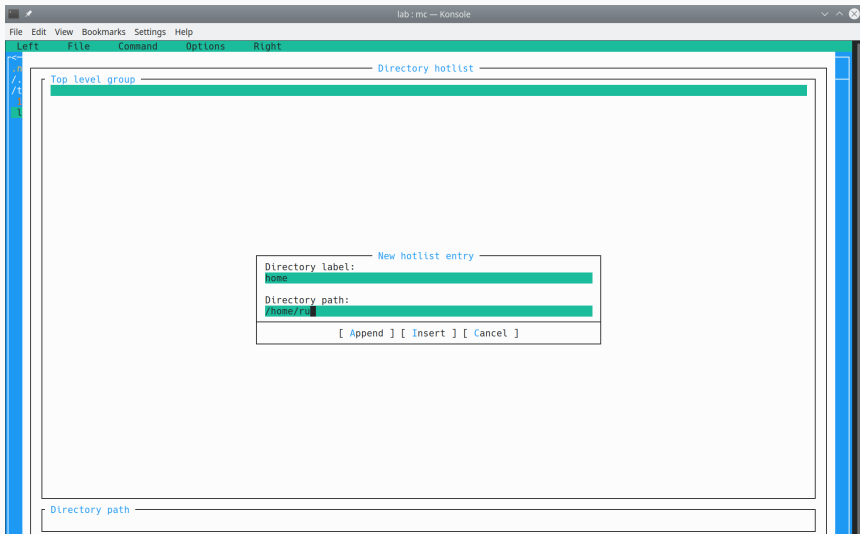 lab : mc — Konsole
File Edit View Bookmarks Settings Help
Left File Command Options Right
Directory hotlist
Top level group
New hotlist entry
Directory label:
home
Directory path:
/home/ru
[ Append ] [ Insert ] [ Cancel ]
Directory path